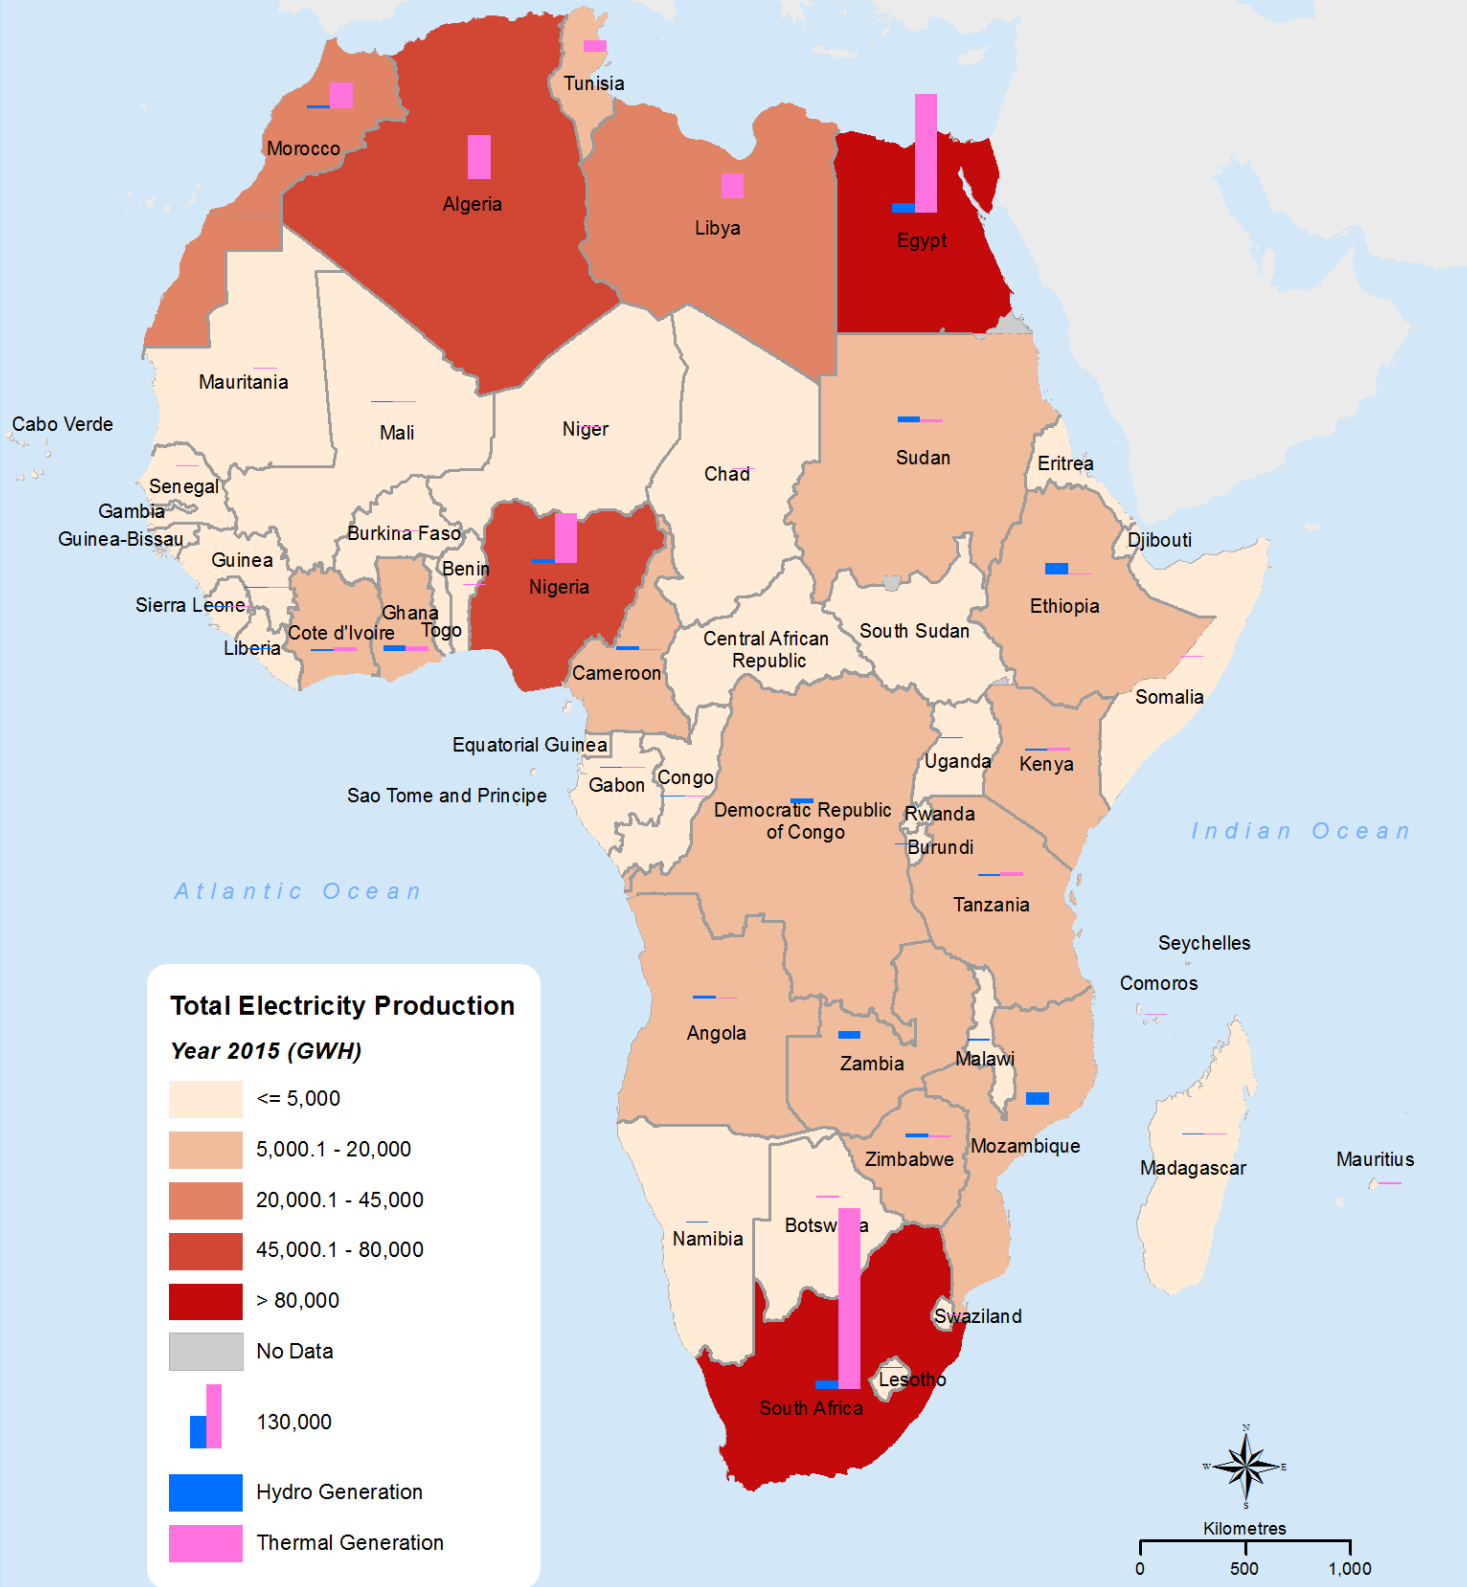 Tunisia
Morocco
Algeria
Libya
Egypt
Mauritania
Cabo Verde
Mali
Niger
Chad
Sudan
Eritrea
Senegal
Gambia
Guinea-Bissau
Burkina Faso
Djibouti
Guinea
Benin
Nigeria
Sierra Leone
Ghana
Ethiopia
Cote d'Ivoire
Togo
South Sudan
Central African
Republic
Liberia
Cameroon
Somalia
Equatorial Guinea
Uganda
Kenya
Gabon
Congo
Sao Tome and Principe
Democratic Republic
of Congo
Rwanda
Indian Ocean
Burundi
Atlantic Ocean
Tanzania
Seychelles
Comoros
Angola
Zambia
Malawi
Mozambique
Zimbabwe
Madagascar
Mauritius
Botsw a
Namibia
Swaziland
Lesotho
South Africa
Total Electricity Production
Year 2015 (GWH)
<= 5,000
5,000.1 - 20,000
20,000.1 - 45,000
45,000.1 - 80,000
> 80,000
No Data
130,000
Hydro Generation
Thermal Generation
N
W E
S
Kilometres
0 500 1,000